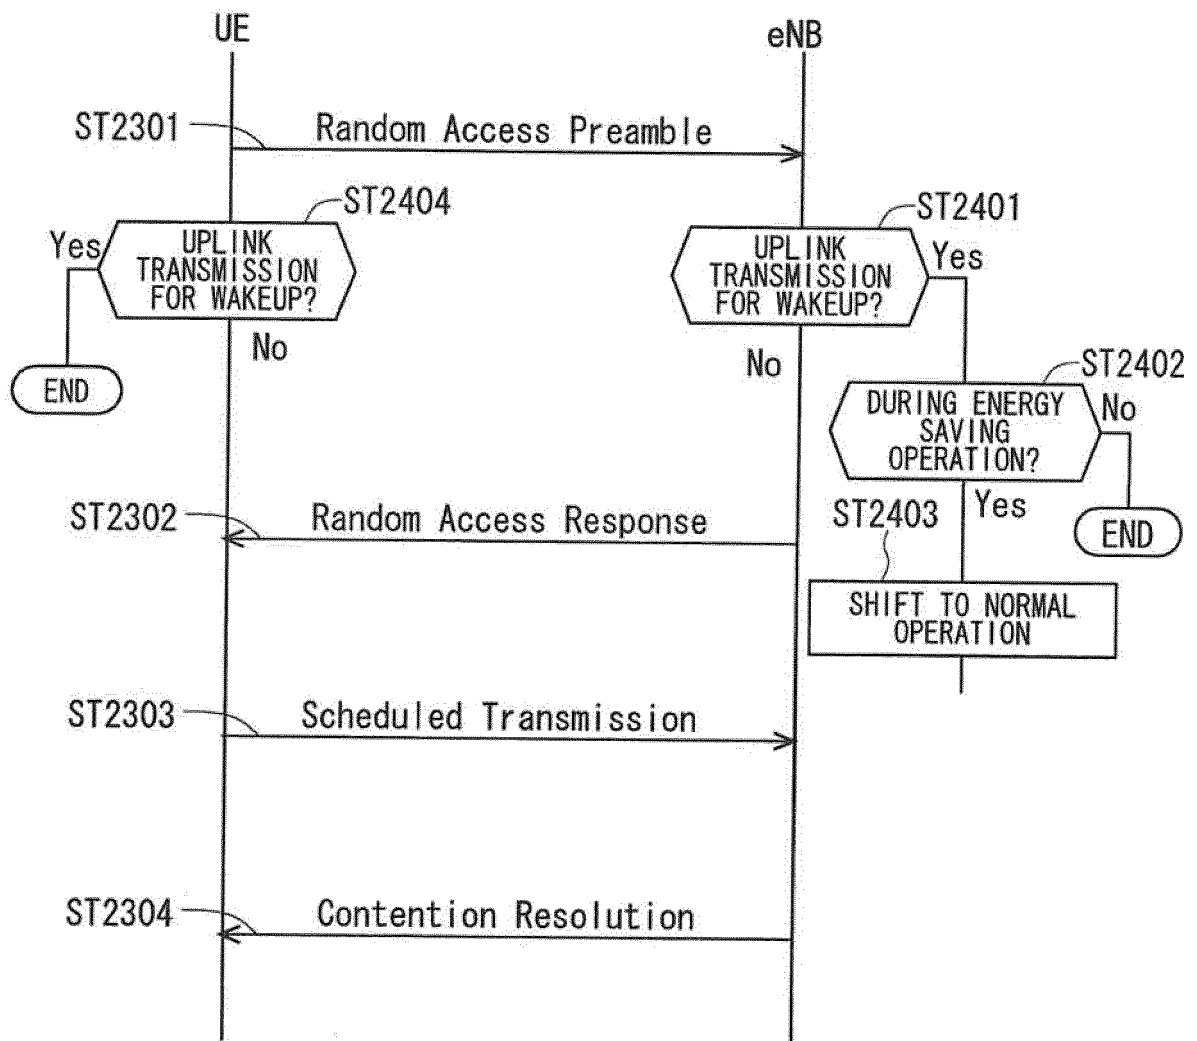 UE
eNB
ST2301
Random Access Preamble
ST2404
ST2401
Yes
UPLINK
TRANSMISSION
FOR WAKEUP?
UPLINK
TRANSMISSION
FOR WAKEUP?
Yes
No
No
END
ST2402
DURING ENERGY
SAVING
OPERATION?
No
Yes
ST2302
Random Access Response
ST2403
END
SHIFT TO NORMAL
OPERATION
ST2303
Scheduled Transmission
ST2304
Contention Resolution